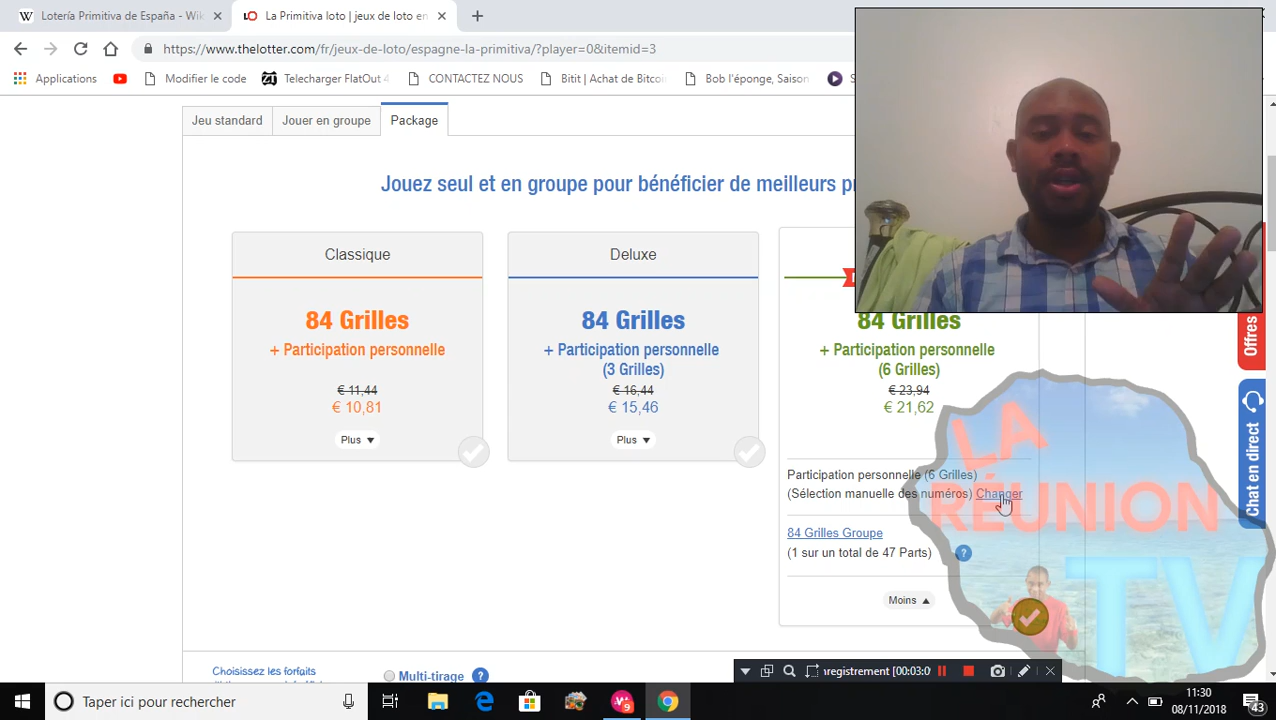 Lotería Primitiva de España - Wik
La Primitiva loto | jeux de loto en
https://www.thelotter.com/fr/jeux-de-loto/espagne-la-primitiva/?player=0&itemid=3
Applications
Modifier le code
Telecharger FlatOut 4
CONTACTEZ NOUS
Bitit | Achat de Bitcoi
Bob l'éponge, Saison
Jeu standard
Jouer en groupe
Package
Jouez seul et en groupe pour bénéficier de meilleurs
Classique
84 Grilles
+ Participation personnelle
€ 11,44
€ 10,81
Plus
Deluxe
84 Grilles
+ Participation personnelle
(3 Grilles)
€ 16,44
€ 15,46
Plus
84 Grilles
+ Participation personnelle
(6 Grilles)
€ 23,94
€ 21,62
Participation personnelle (6 Grilles)
(Sélection manuelle des numéros) Changer
84 Grilles Groupe
(1 sur un total de 47 Parts) ?
Moins
Offres
Chat en direct
LA
RÉUNION
TV
Choisissez les forfaits
Multi-tirage ?
nregistrement [00:03:0
Taper ici pour rechercher
9
11:30
08/11/2018
43